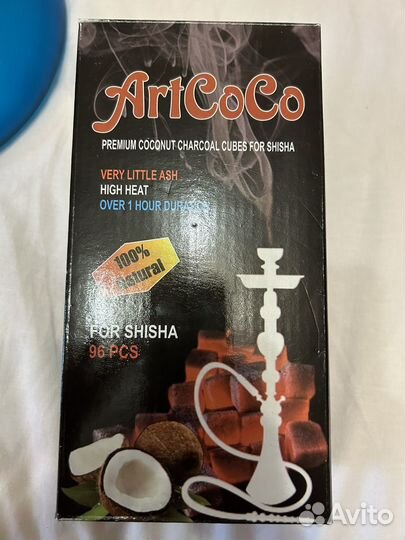 ArtCoCo
PREMIUM COCONUT CHARCOAL CUBES FOR SHISHA
VERY LITTLE ASH
HIGH HEAT
OVER 1 HOUR DURATION
100%
Natural
FOR SHISHA
96 PCS
Avito